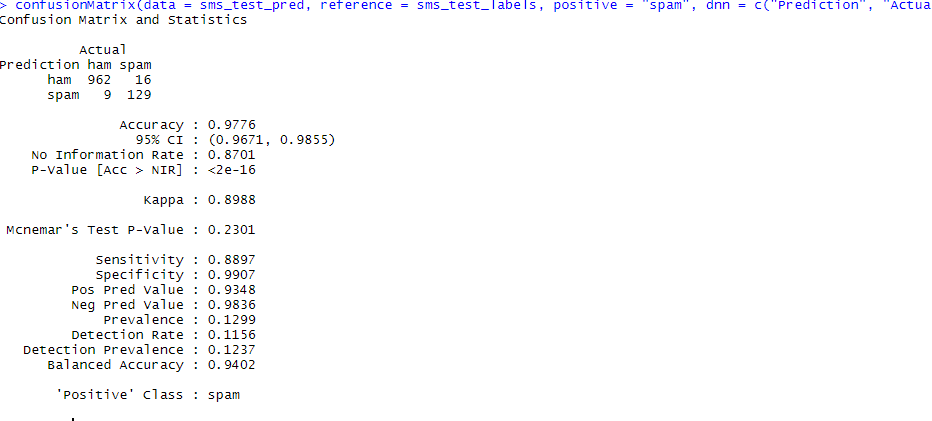 > confusionMatrix(data = sms_test_pred, reference = sms_test_labels, positive = "spam", dnn = c("Prediction", "Actua
Confusion Matrix and Statistics
Actual
Prediction ham spam
ham 962 16
spam 9 129
Accuracy : 0.9776
95% CI : (0.9671, 0.9855)
No Information Rate : 0.8701
P-Value [Acc > NIR] : <2e-16
Kappa : 0.8988
Mcnemar's Test P-Value : 0.2301
Sensitivity : 0.8897
Specificity : 0.9907
Pos Pred Value : 0.9348
Neg Pred Value : 0.9836
Prevalence : 0.1299
Detection Rate : 0.1156
Detection Prevalence : 0.1237
Balanced Accuracy : 0.9402
'Positive' Class : spam